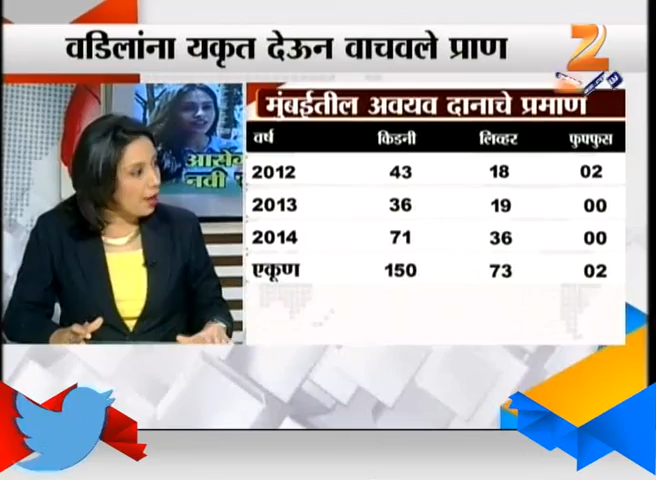 वडिलांना यकृत देऊन वाचवले प्राण
मुंबईतील अवयव दानाचे प्रमाण
वर्ष किडनी लिव्हर फुफ्फुस
2012 43 18 02
2013 36 19 00
2014 71 36 00
एकूण 150 73 02
नवी